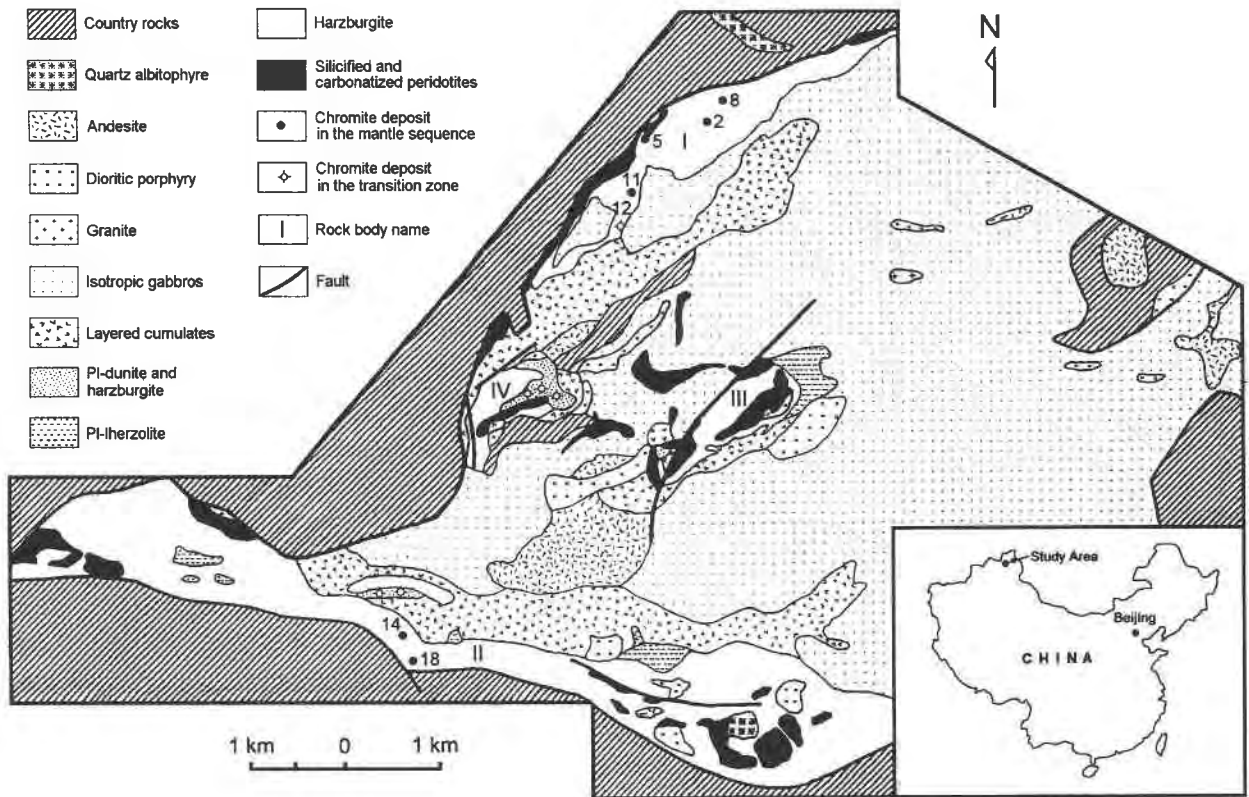 Country rocks
Quartz albitophyre
Andesite
Dioritic porphyry
Granite
Isotropic gabbros
Layered cumulates
Pl-dunite and
harzburgite
Pl-lherzolite
Harzburgite
Silicified and
carbonatized peridotites
Chromite deposit
in the mantle sequence
Chromite deposit
in the transition zone
I
Rock body name
Fault
N
8
2
5
I
11
12
IV
III
14
18
II
1 km 0 1 km
Study Area
Beijing
CHINA